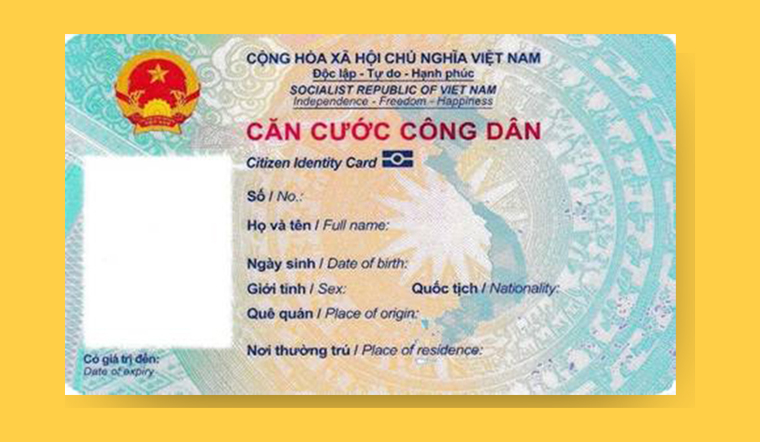 CỘNG HÒA XÃ HỘI CHỦ NGHĨA VIỆT NAM
Độc lập - Tự do - Hạnh phúc
SOCIALIST REPUBLIC OF VIET NAM
Independence - Freedom - Happiness
CĂN CƯỚC CÔNG DÂN
Citizen Identity Card
Số / No.:
Họ và tên / Full name:
Ngày sinh / Date of birth:
Giới tính / Sex: Quốc tịch / Nationality:
Quê quán / Place of origin:
Nơi thường trú / Place of residence:
Có giá trị đến:
Date of expiry